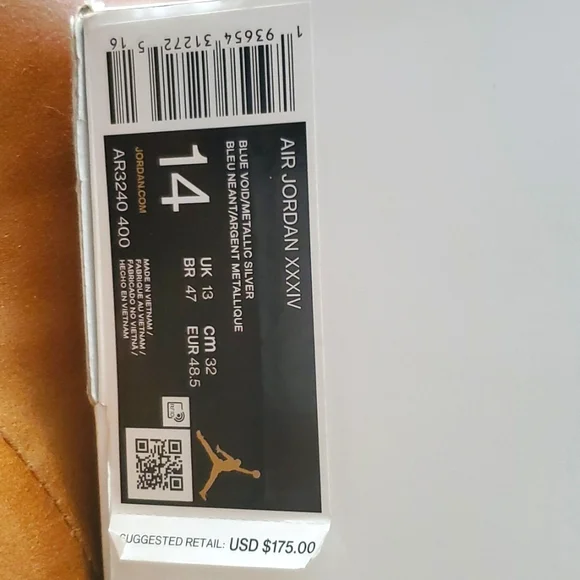 AIR JORDAN XXXIV
BLUE VOID/METALLIC SILVER
BLEU NEANT/ARGENT METALLIQUE
14
UK 13 cm 32
BR 47 EUR 48.5
JORDAN.COM
AR3240 400
MADE IN VIETNAM /
FABRIQUE AU VIETNAM /
FABRICADO NO VIETNÃ /
HECHO EN VIETNAM
1 93654 31272 5 16
SUGGESTED RETAIL: USD $175.00